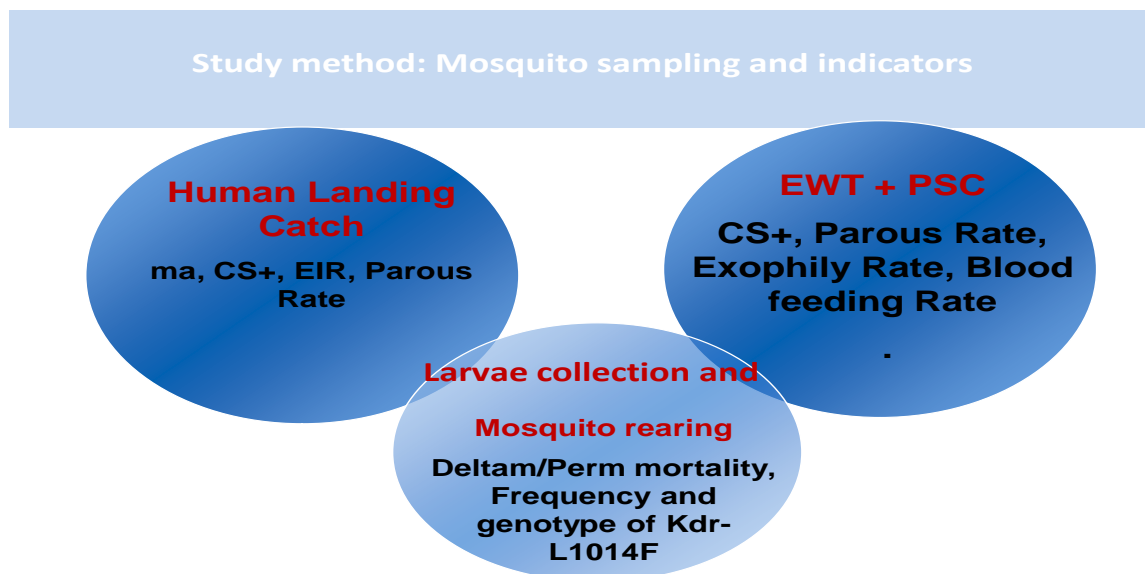 Study method: Mosquito sampling and indicators
Human Landing
Catch
ma, CS+, EIR, Parous
Rate
EWT + PSC
CS+, Parous Rate,
Exophily Rate, Blood
feeding Rate
.
Larvae collection and
Mosquito rearing
Deltam/Perm mortality,
Frequency and
genotype of Kdr-
L1014F